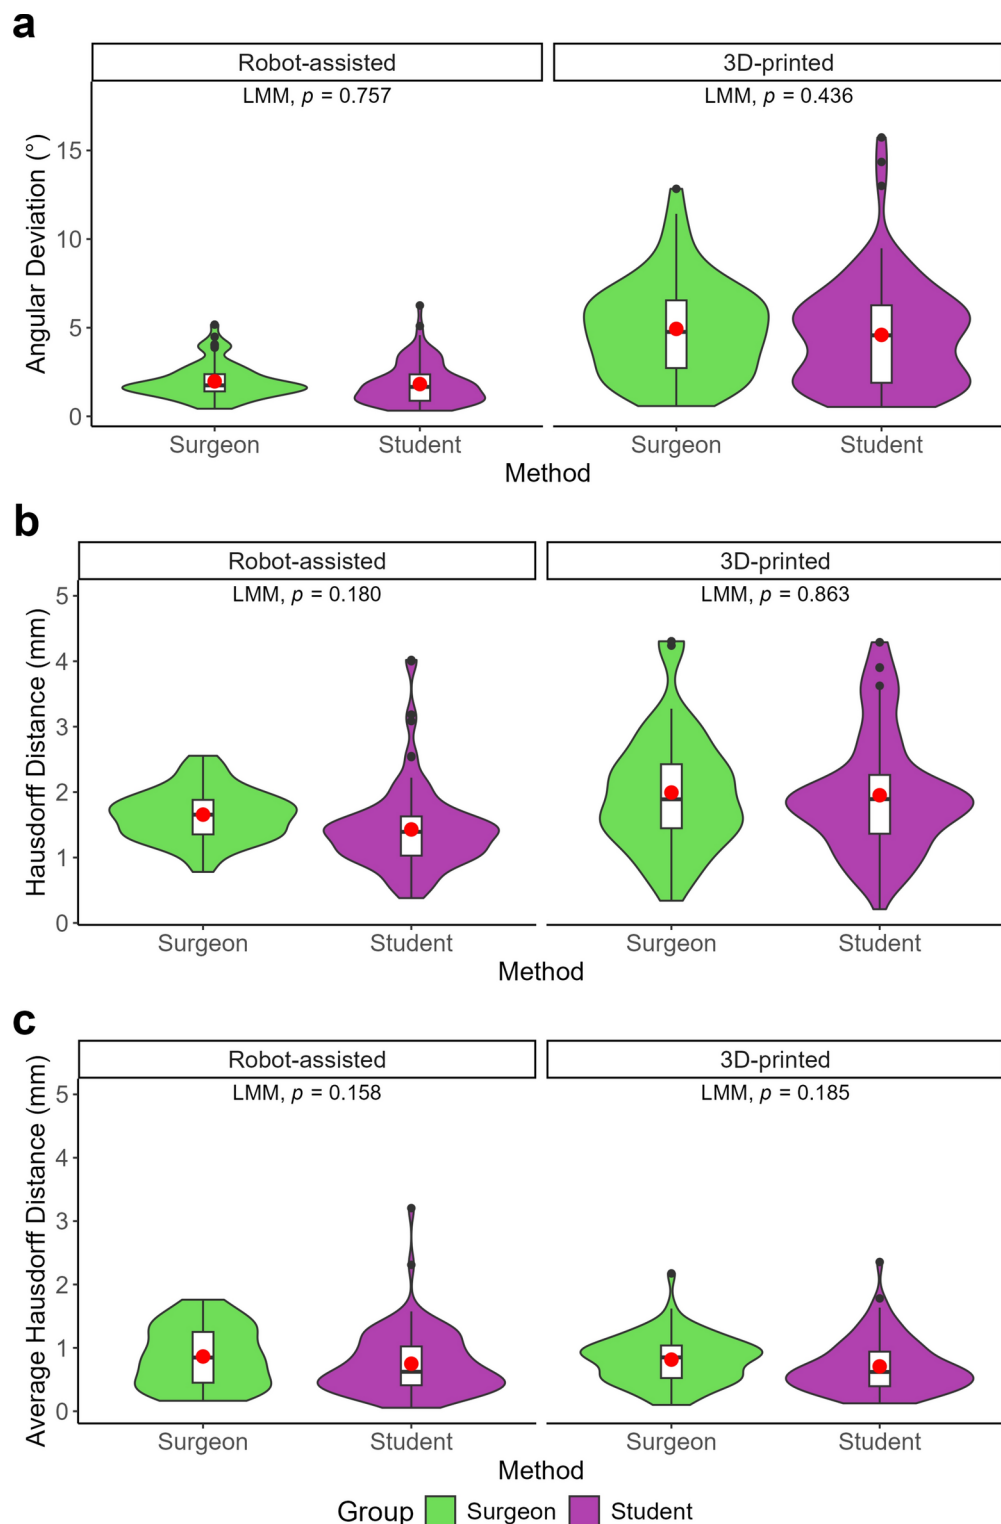 a
Robot-assisted
3D-printed
LMM, p = 0.757
LMM, p = 0.436
Angular Deviation (°)
15
10
5
0
Surgeon
Student
Surgeon
Student
Method
b
Robot-assisted
3D-printed
LMM, p = 0.180
LMM, p = 0.863
Hausdorff Distance (mm)
5
4
3
2
1
0
Surgeon
Student
Surgeon
Student
Method
c
Robot-assisted
3D-printed
LMM, p = 0.158
LMM, p = 0.185
Average Hausdorff Distance (mm)
5
4
3
2
1
0
Surgeon
Student
Surgeon
Student
Method
Group Surgeon Student